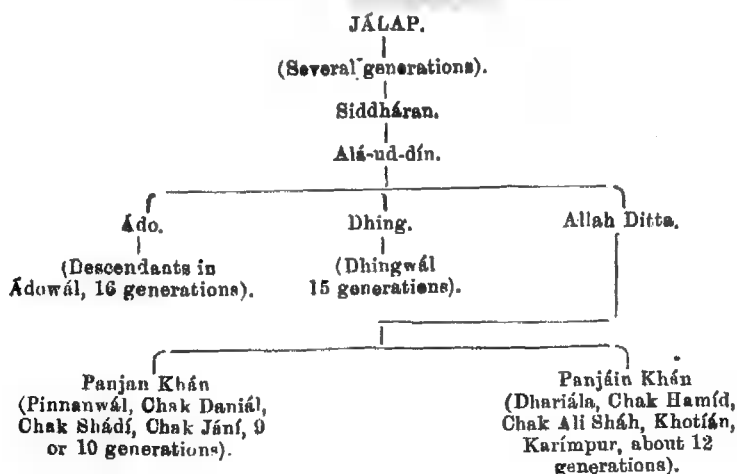 JÁLAP.
(Several generations).
Siddháran.
Alá-ud-dín.
Ádo. Dhing. Allah Ditta.
(Descendants in
Ádowál, 16 generations).
(Dhingwál
15 generations).
Panjan Khán
(Pinnanwál, Chak Daniál,
Chak Shádí, Chak Jání, 9
or 10 generations).
Panjáin Khán
(Dhariála, Chak Hamíd,
Chak Ali Sháh, Khotíán,
Karímpur, about 12
generations).